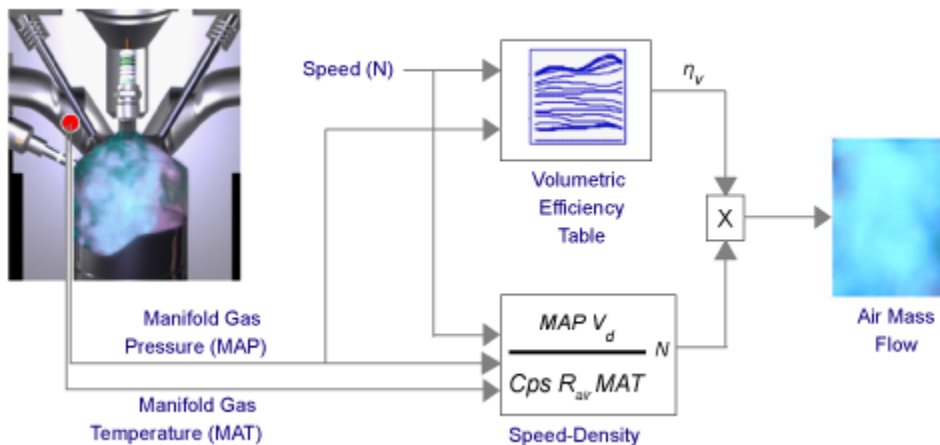 Speed (N)
ηv
Volumetric
Efficiency
Table
X
Manifold Gas
Pressure (MAP)
MAP Vd
N
Cps Rair MAT
Air Mass
Flow
Manifold Gas
Temperature (MAT)
Speed-Density